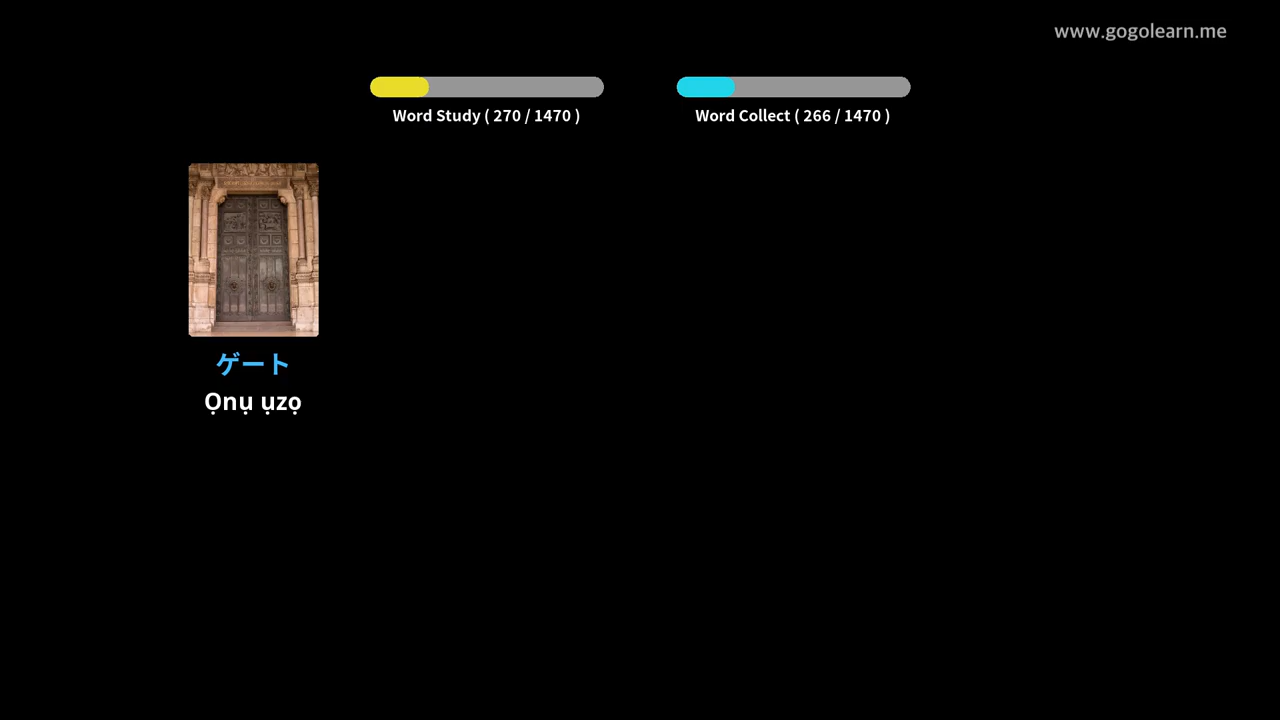 www.gogolearn.me
Word Study ( 270 / 1470 )
Word Collect ( 266 / 1470 )
ゲート
Ọnụ ụzọ